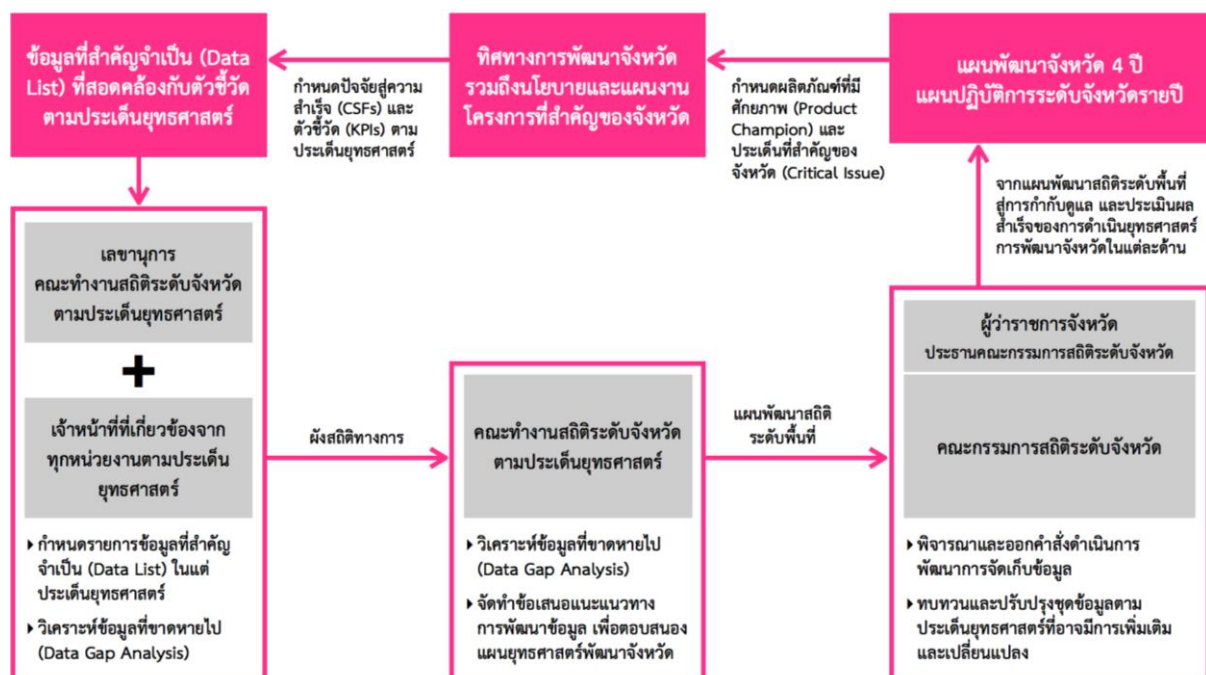 ข้อมูลที่สำคัญจำเป็น (Data
List) ที่สอดคล้องกับตัวชี้วัด
ตามประเด็นยุทธศาสตร์
กำหนดปัจจัยสู่ความ
สำเร็จ (CSFs) และ
ตัวชี้วัด (KPIs) ตาม
ประเด็นยุทธศาสตร์
ทิศทางการพัฒนาจังหวัด
รวมถึงนโยบายและแผนงาน
โครงการที่สำคัญของจังหวัด
กำหนดผลิตภัณฑ์ที่มี
ศักยภาพ (Product
Champion) และ
ประเด็นที่สำคัญของ
จังหวัด (Critical Issue)
แผนพัฒนาจังหวัด 4 ปี
แผนปฏิบัติการระดับจังหวัดรายปี
จากแผนพัฒนาสถิติระดับพื้นที่
สู่การกำกับดูแล และประเมินผล
สำเร็จของการดำเนินยุทธศาสตร์
การพัฒนาจังหวัดในแต่ละด้าน
เลขานุการ
คณะทำงานสถิติระดับจังหวัด
ตามประเด็นยุทธศาสตร์
+
เจ้าหน้าที่ที่เกี่ยวข้องจาก
ทุกหน่วยงานตามประเด็น
ยุทธศาสตร์
กำหนดรายการข้อมูลที่สำคัญ
จำเป็น (Data List) ในแต่
ประเด็นยุทธศาสตร์
วิเคราะห์ข้อมูลที่ขาดหายไป
(Data Gap Analysis)
ผังสถิติทางการ
คณะทำงานสถิติระดับจังหวัด
ตามประเด็นยุทธศาสตร์
วิเคราะห์ข้อมูลที่ขาดหายไป
(Data Gap Analysis)
จัดทำข้อเสนอแนะแนวทาง
การพัฒนาข้อมูล เพื่อตอบสนอง
แผนยุทธศาสตร์พัฒนาจังหวัด
แผนพัฒนาสถิติ
ระดับพื้นที่
ผู้ว่าราชการจังหวัด
ประธานคณะกรรมการสถิติระดับจังหวัด
คณะกรรมการสถิติระดับจังหวัด
พิจารณาและออกคำสั่งดำเนินการ
พัฒนาการจัดเก็บข้อมูล
ทบทวนและปรับปรุงชุดข้อมูลตาม
ประเด็นยุทธศาสตร์ที่อาจมีการเพิ่มเติม
และเปลี่ยนแปลง